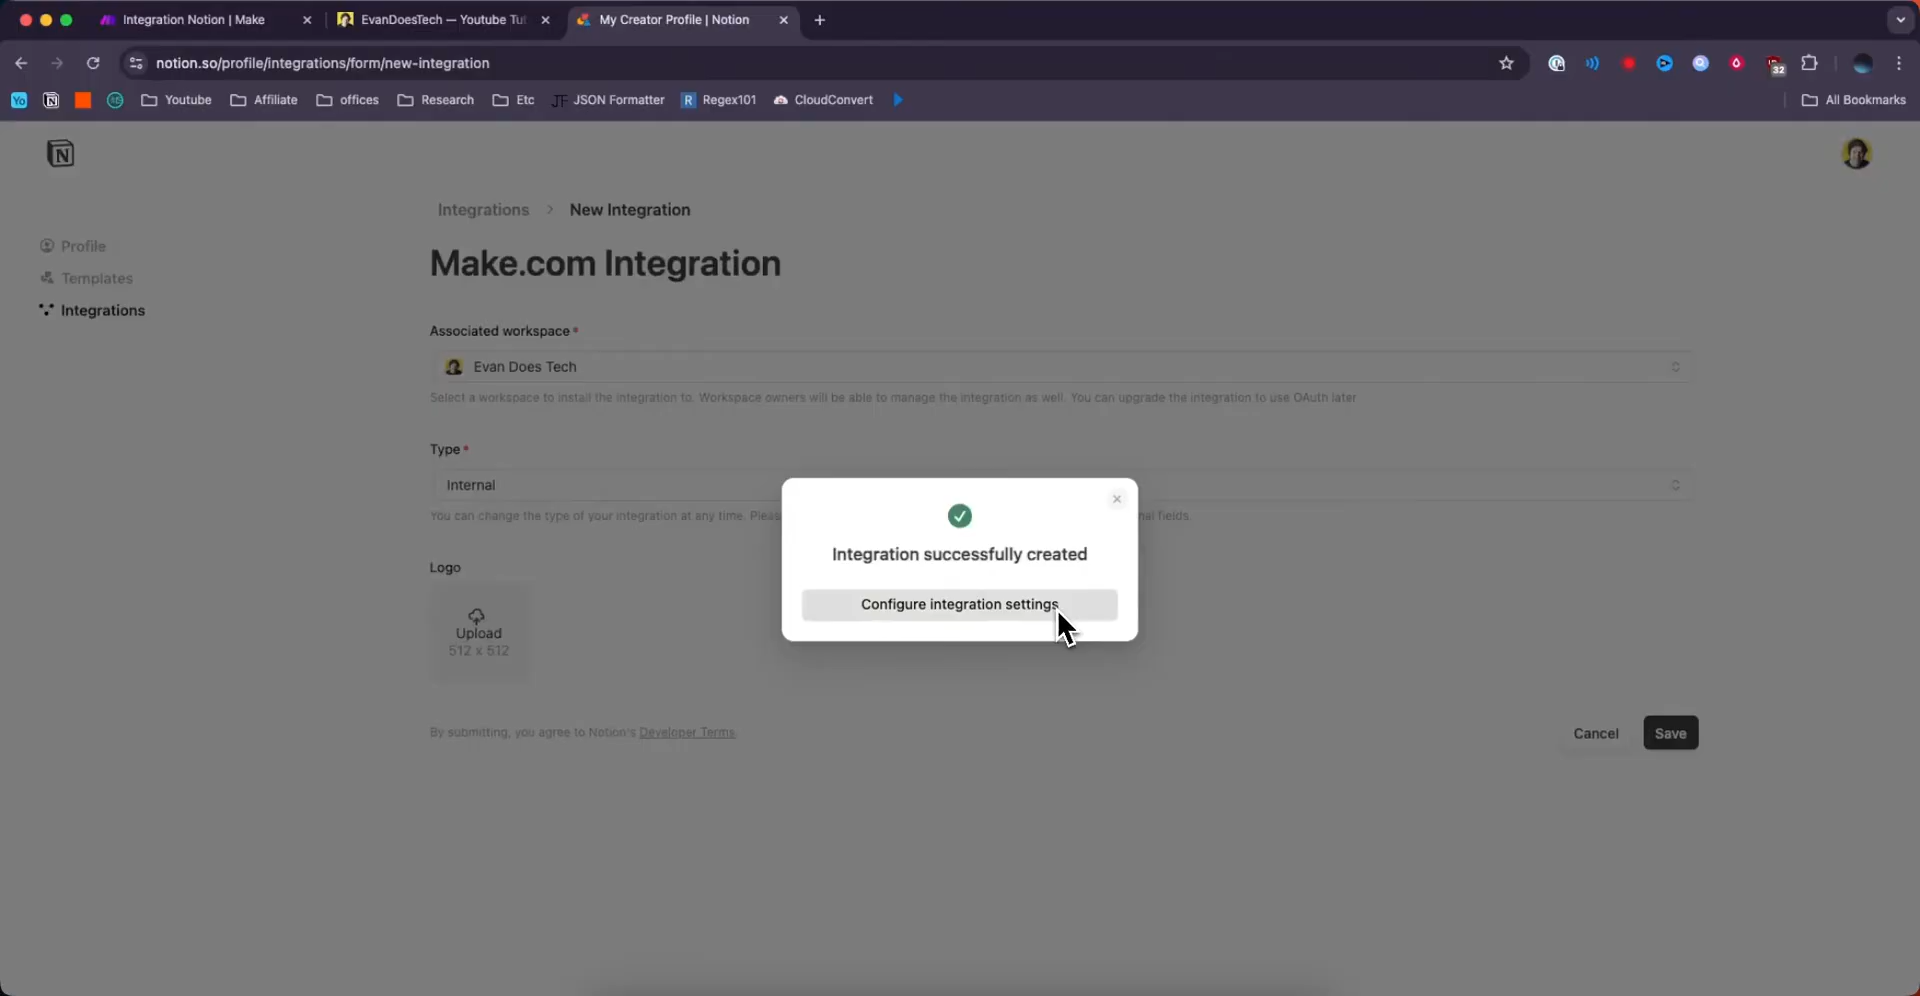 Integration Notion | Make
EvanDoesTech — Youtube Tu
My Creator Profile | Notion
notion.so/profile/integrations/form/new-integration
32
Yo
Youtube
Affiliate
offices
Research
Etc
JF JSON Formatter
R Regex101
CloudConvert
All Bookmarks
N
Integrations > New Integration
Profile
Templates
Integrations
Make.com Integration
Associated workspace*
Evan Does Tech
Select a workspace to install the integration to. Workspace owners will be able to manage the integration as well. You can upgrade the integration to use OAuth later
Type*
Internal
You can change the type of your integration at any time. Pleas
nal fields.
Integration successfully created
Configure integration settings
Logo
Upload
512 x 512
By submitting, you agree to Notion's Developer Terms.
Cancel
Save